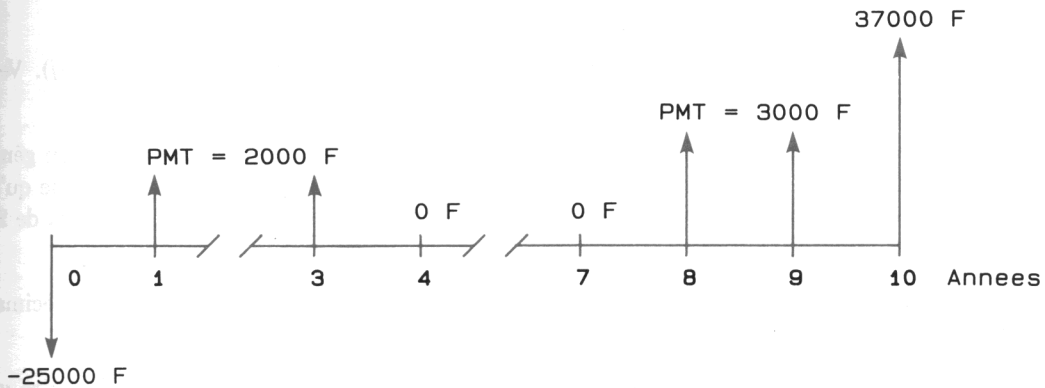 37000 F
PMT = 3000 F
PMT = 2000 F
0 F 0 F
0 1 3 4 7 8 9 10 Annees
-25000 F